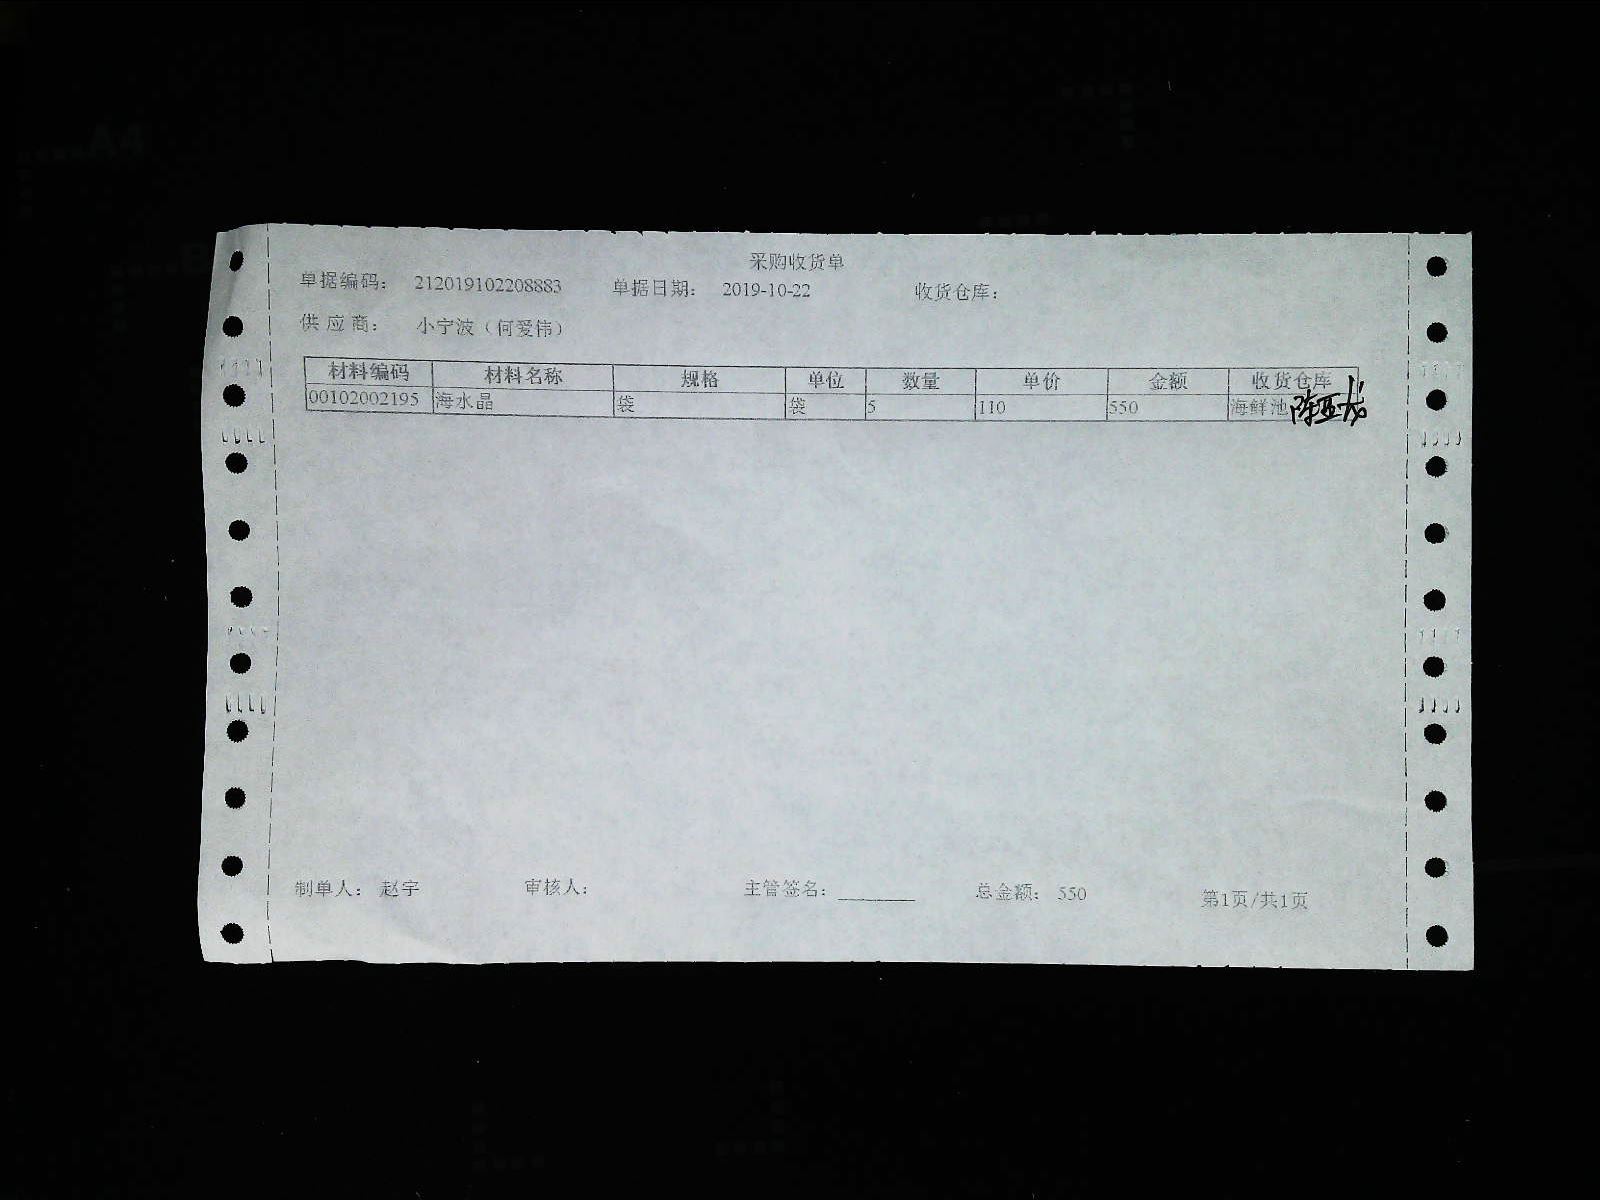 采购收货单
单据编码： 212019102208883 单据日期： 2019-10-22 收货仓库：
供应商： 小宁波（何爱伟）
材料编码 材料名称 规格 单位 数量 单价 金额 收货仓库
00102002195 海水晶 袋 袋 5 110 550 海鲜池
制单人： 赵宇 审核人： 主管签名：________ 总金额： 550 第1页/共1页